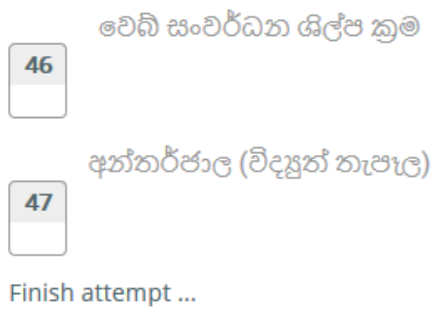 වෙබ් සංවර්ධන ශිල්ප ක්‍රම
46
අන්තර්ජාල (විද්‍යුත් තැපැල)
47
Finish attempt ...